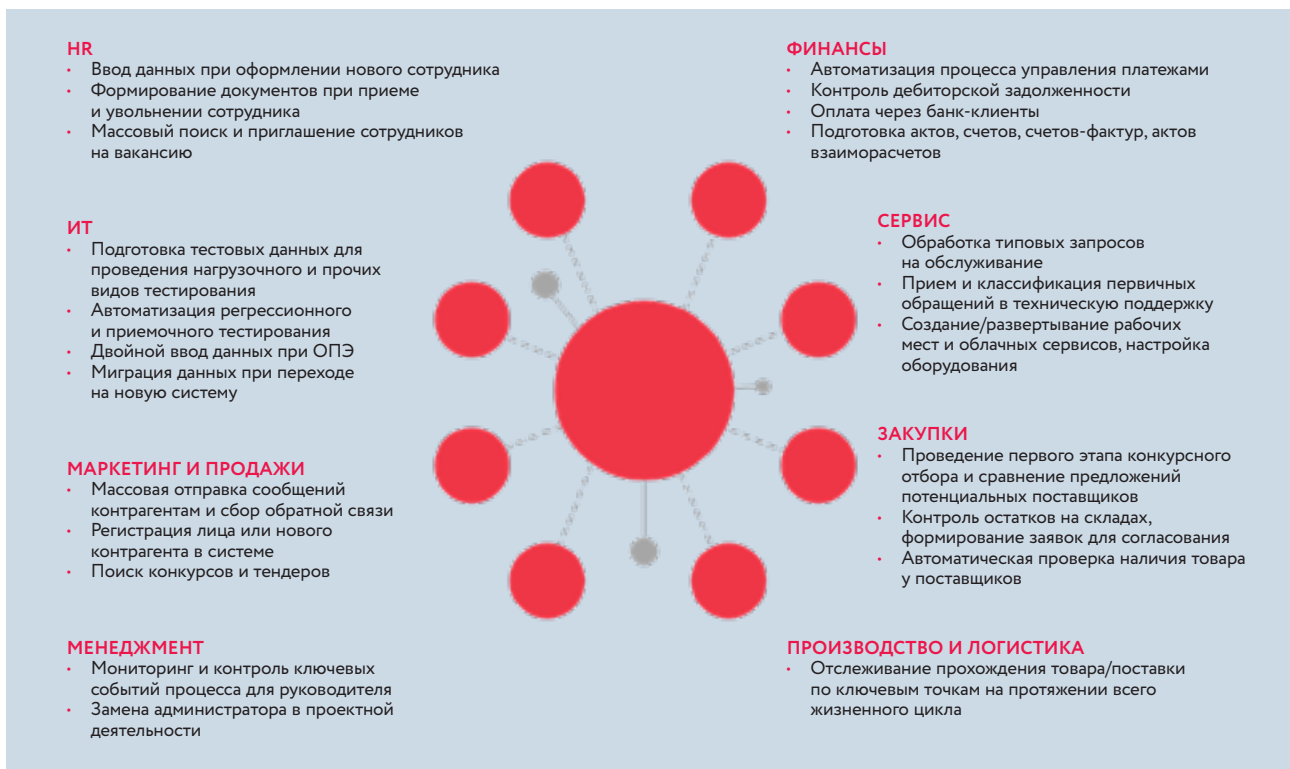 HR
• Ввод данных при оформлении нового сотрудника
• Формирование документов при приеме
и увольнении сотрудника
• Массовый поиск и приглашение сотрудников
на вакансию
ИТ
• Подготовка тестовых данных для
проведения нагрузочного и прочих
видов тестирования
• Автоматизация регрессионного
и приемочного тестирования
• Двойной ввод данных при ОПЭ
• Миграция данных при переходе
на новую систему
МАРКЕТИНГ И ПРОДАЖИ
• Массовая отправка сообщений
контрагентам и сбор обратной связи
• Регистрация лица или нового
контрагента в системе
• Поиск конкурсов и тендеров
МЕНЕДЖМЕНТ
• Мониторинг и контроль ключевых
событий процесса для руководителя
• Замена администратора в проектной
деятельности
ФИНАНСЫ
• Автоматизация процесса управления платежами
• Контроль дебиторской задолженности
• Оплата через банк-клиенты
• Подготовка актов, счетов, счетов-фактур, актов
взаиморасчетов
СЕРВИС
• Обработка типовых запросов
на обслуживание
• Прием и классификация первичных
обращений в техническую поддержку
• Создание/развертывание рабочих
мест и облачных сервисов, настройка
оборудования
ЗАКУПКИ
• Проведение первого этапа конкурсного
отбора и сравнение предложений
потенциальных поставщиков
• Контроль остатков на складах,
формирование заявок для согласования
• Автоматическая проверка наличия товара
у поставщиков
ПРОИЗВОДСТВО И ЛОГИСТИКА
• Отслеживание прохождения товара/поставки
по ключевым точкам на протяжении всего
жизненного цикла